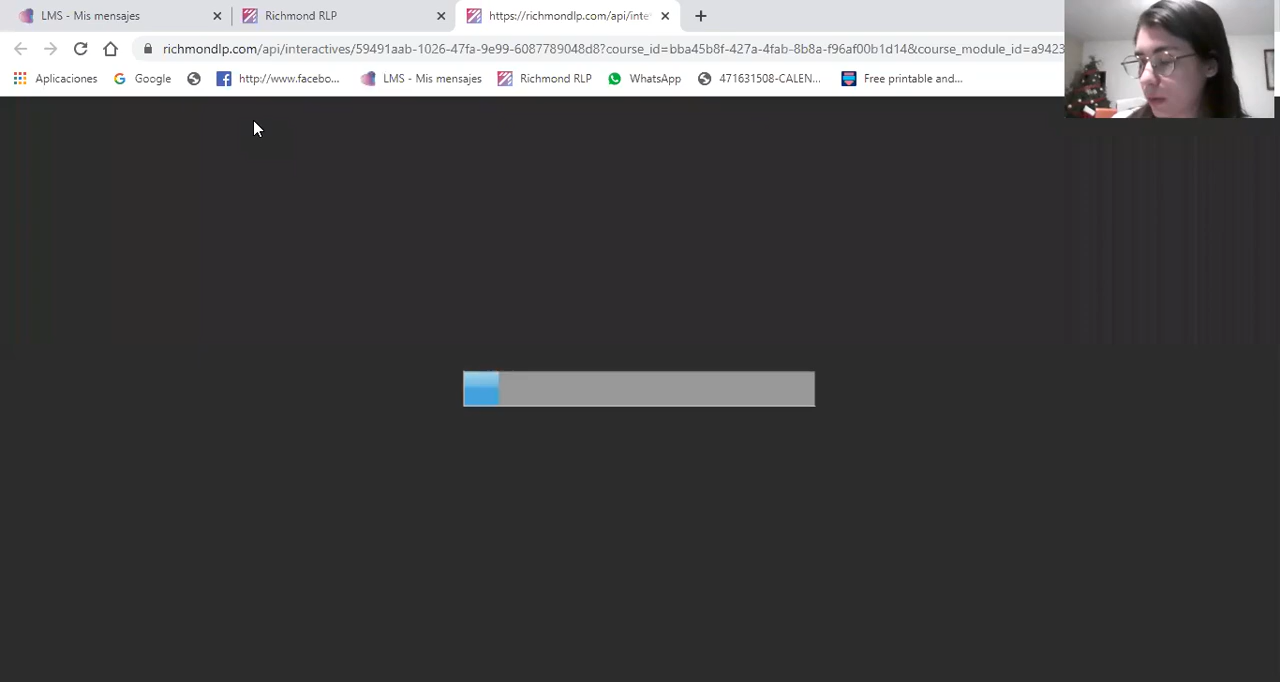 LMS - Mis mensajes
Richmond RLP
https://richmondlp.com/api/inte
richmondlp.com/api/interactives/59491aab-1026-47fa-9e99-6087789048d8?course_id=bba45b8f-427a-4fab-8b8a-f96af00b1d14&course_module_id=a9423
Aplicaciones
Google
http://www.facebo...
LMS - Mis mensajes
Richmond RLP
WhatsApp
471631508-CALEN...
Free printable and...